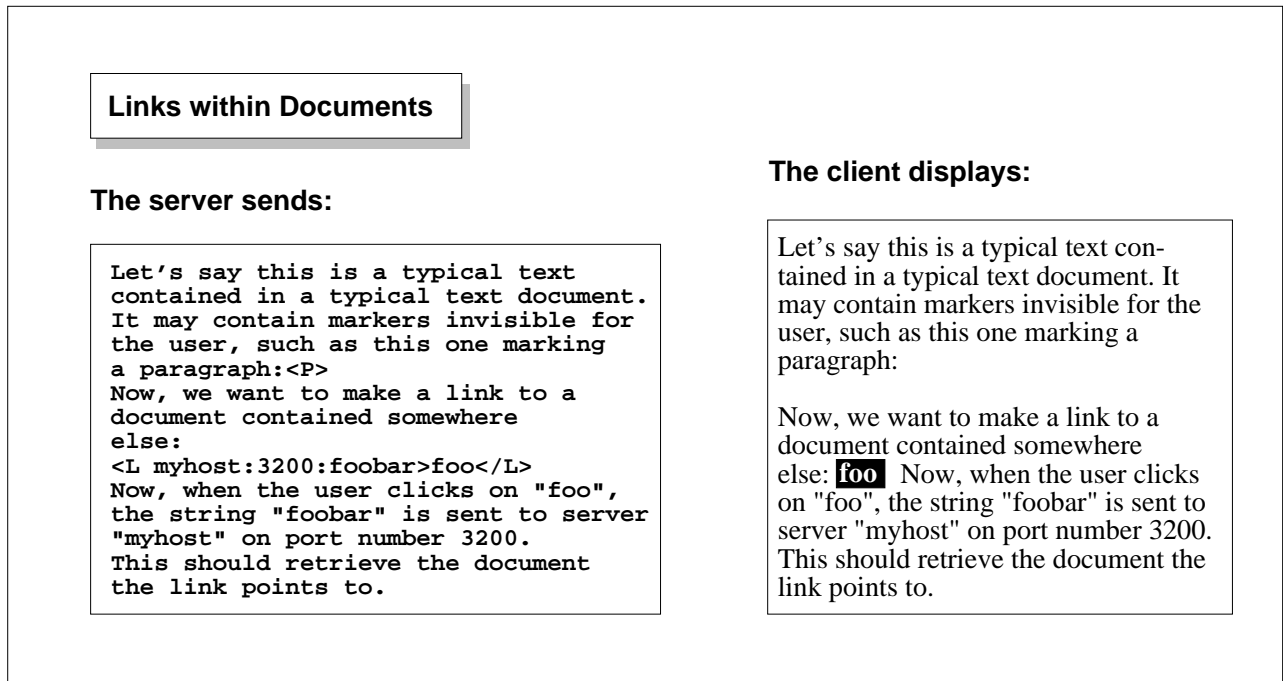 Links within Documents
The server sends:
Let's say this is a typical text
contained in a typical text document.
It may contain markers invisible for
the user, such as this one marking
a paragraph:<P>
Now, we want to make a link to a
document contained somewhere
else:
<L myhost:3200:foobar>foo</L>
Now, when the user clicks on "foo",
the string "foobar" is sent to server
"myhost" on port number 3200.
This should retrieve the document
the link points to.
The client displays:
Let’s say this is a typical text con-
tained in a typical text document. It
may contain markers invisible for the
user, such as this one marking a
paragraph:
Now, we want to make a link to a
document contained somewhere
else: foo Now, when the user clicks
on "foo", the string "foobar" is sent to
server "myhost" on port number 3200.
This should retrieve the document the
link points to.